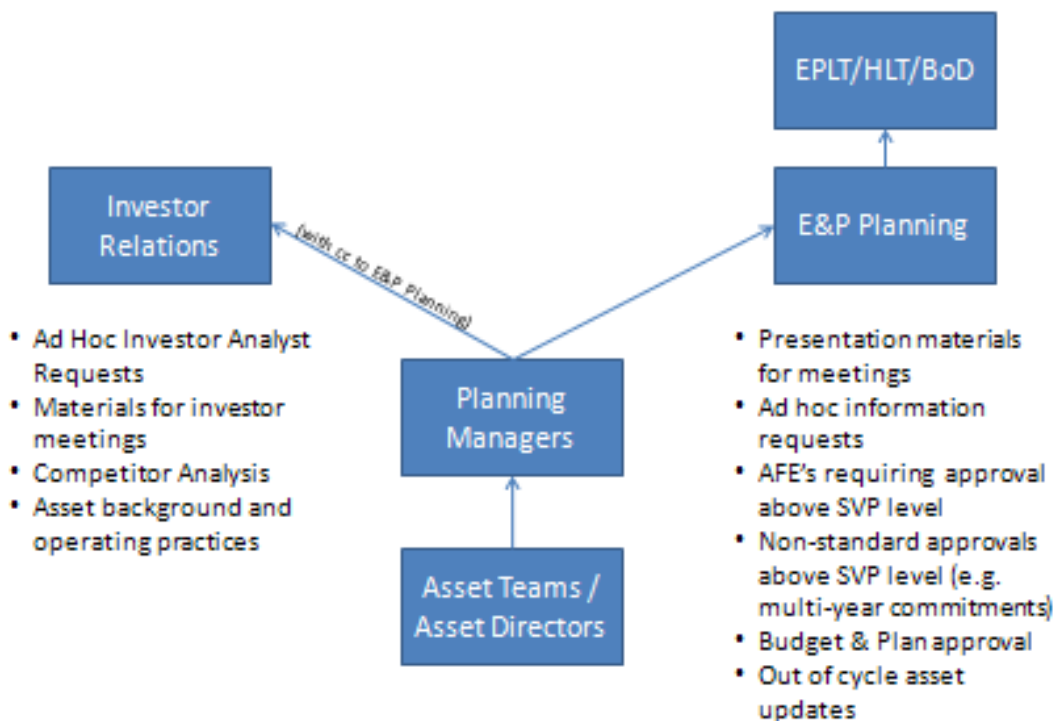 EPLT/HLT/BoD
Investor
Relations
E&P Planning
(with cc to E&P Planning)
• Ad Hoc Investor Analyst
Requests
• Materials for investor
meetings
• Competitor Analysis
• Asset background and
operating practices
Planning
Managers
Asset Teams /
Asset Directors
• Presentation materials
for meetings
• Ad hoc information
requests
• AFE's requiring approval
above SVP level
• Non-standard approvals
above SVP level (e.g.
multi-year commitments)
• Budget & Plan approval
• Out of cycle asset
updates